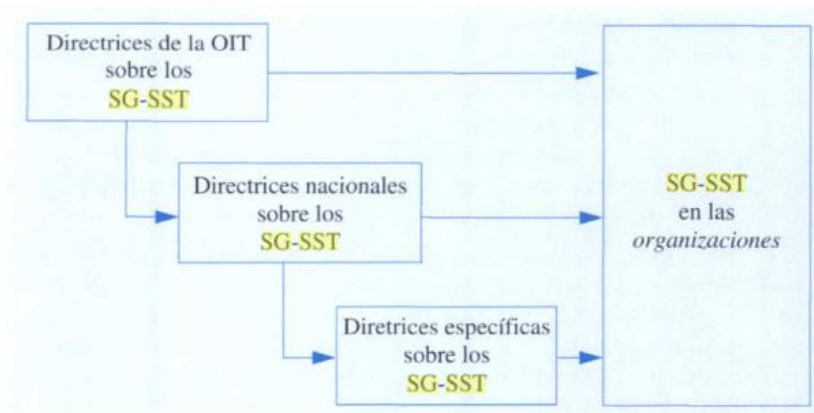 Directrices de la OIT
sobre los
SG-SST
Directrices nacionales
sobre los
SG-SST
Diretrices específicas
sobre los
SG-SST
SG-SST
en las
organizaciones